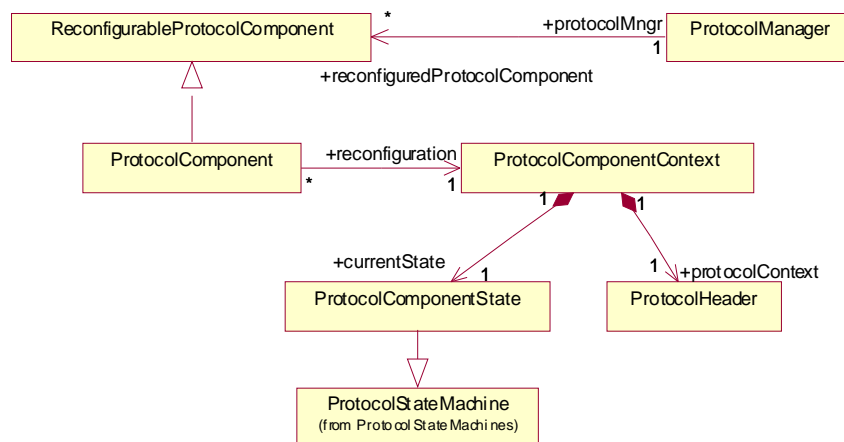 * +protocolMngr
ReconfigurableProtocolComponent ProtocolManager
1
+reconfiguredProtocolComponent
+reconfiguration
ProtocolComponent ProtocolComponentContext
* 1
1 1
+currentState
1 1 +protocolContext
ProtocolComponentState ProtocolHeader
ProtocolStateMachine
(from ProtocolStateMachines)